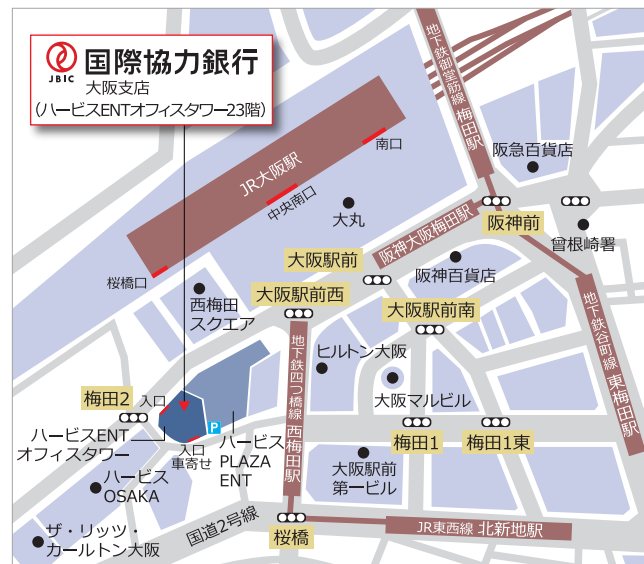 JBIC
国際協力銀行
大阪支店
（ハービスENTオフィスタワー23階）
地下鉄御堂筋線 梅田駅
南口
JR大阪駅
中央南口
桜橋口
大丸
阪急百貨店
阪神前
曾根崎署
阪神大阪梅田駅
阪神百貨店
大阪駅前
大阪駅前西
大阪駅前南
西梅田
スクエア
地下鉄四つ橋線 西梅田駅
地下鉄谷町線 東梅田駅
ヒルトン大阪
大阪マルビル
梅田2
入口
P
入口
車寄せ
ハービスENT
オフィスタワー
ハービス
PLAZA
ENT
梅田1
梅田1東
大阪駅前
第一ビル
ハービス
OSAKA
ザ・リッツ・
カールトン大阪
国道2号線
桜橋
JR東西線 北新地駅